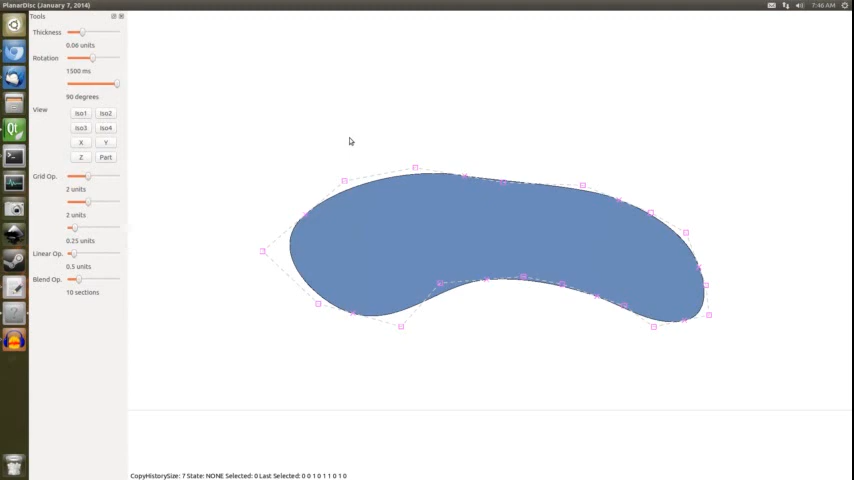 PlanarDisc (January 7, 2014)
7:46 AM
Tools
Thickness
0.06 units
Rotation
1500 ms
90 degrees
View
Iso1 Iso2
Iso3 Iso4
X Y
Z Part
Grid Op.
2 units
2 units
0.25 units
Linear Op.
0.5 units
Blend Op.
10 sections
Qt
CopyHistorySize: 7 State: NONE Selected: 0 Last Selected: 0 0 1 0 1 1 0 1 0